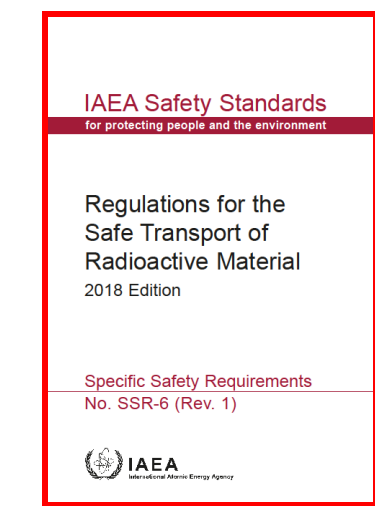 IAEA Safety Standards
for protecting people and the environment
Regulations for the
Safe Transport of
Radioactive Material
2018 Edition
Specific Safety Requirements
No. SSR-6 (Rev. 1)
IAEA
International Atomic Energy Agency